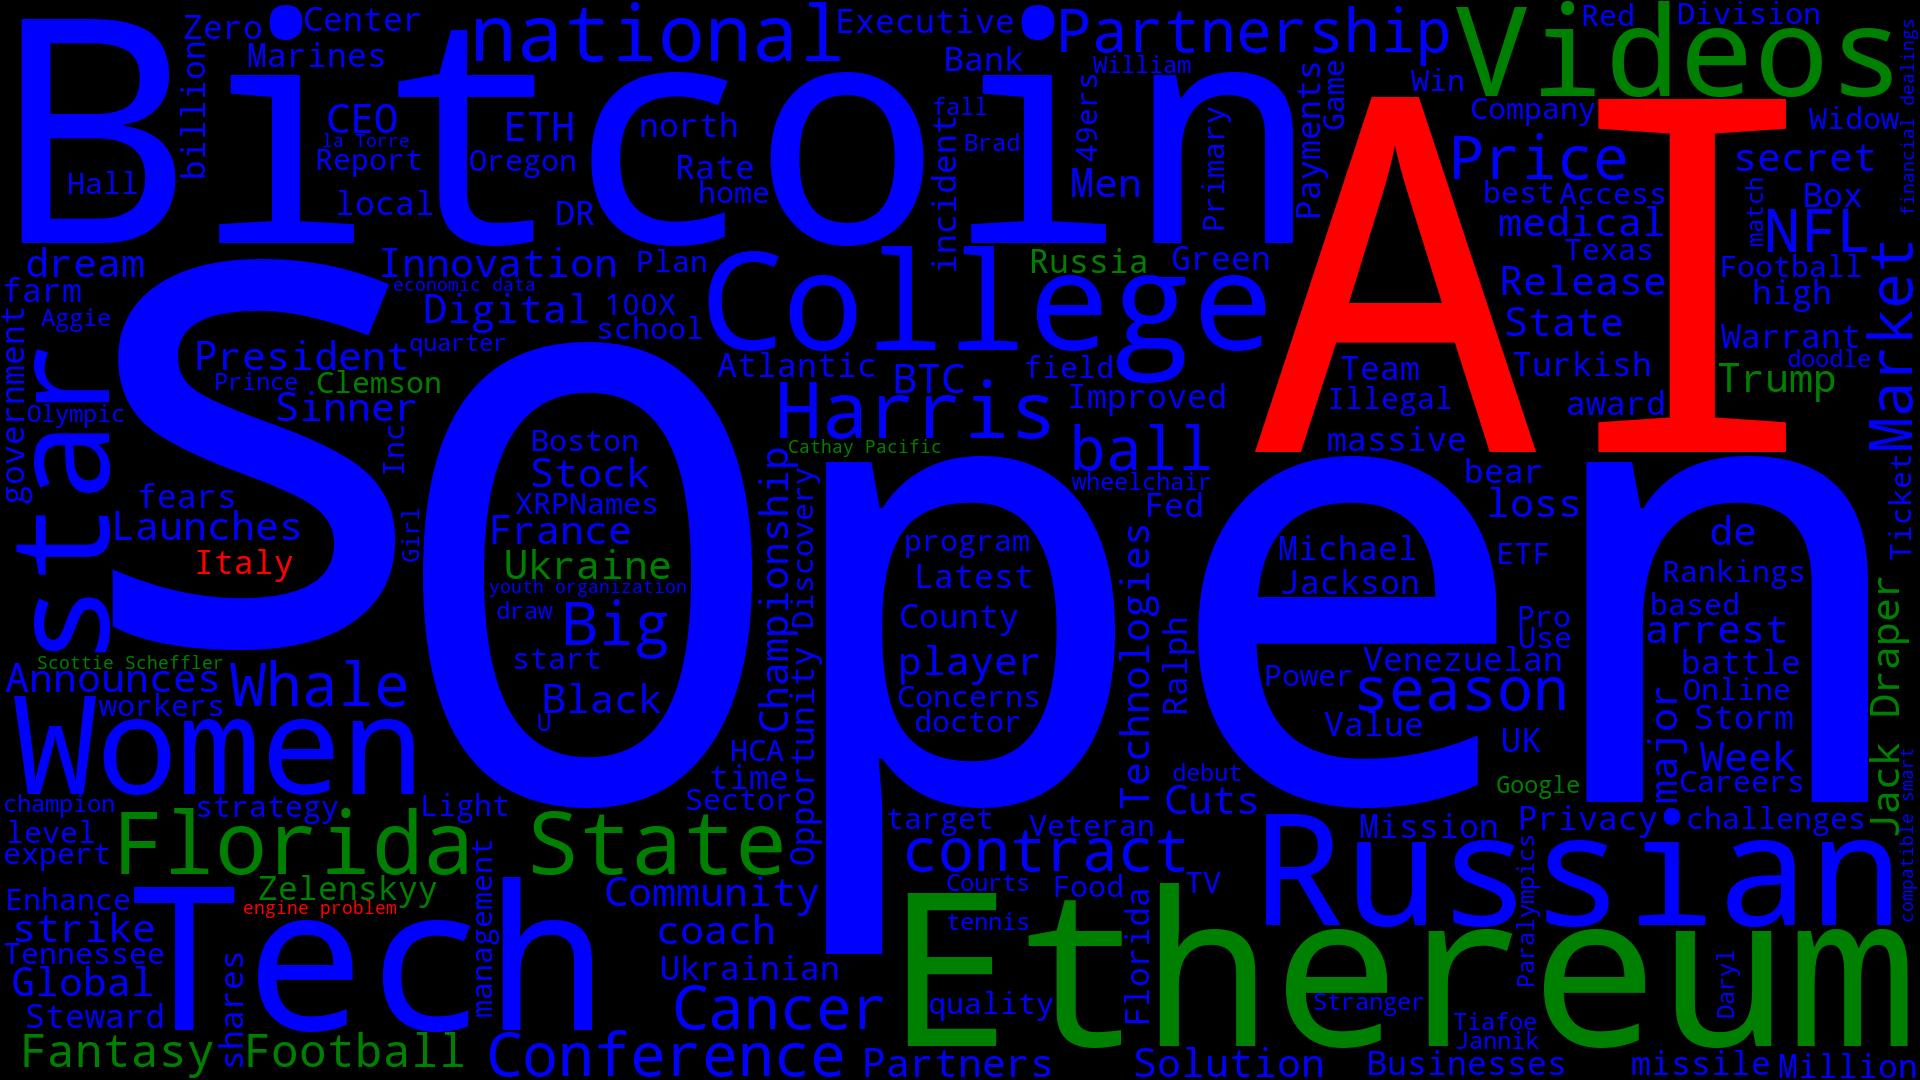 Bitcoin
S
Open
AI
Ethereum
Tech
College
Russian
Women
star
Florida State
Videos
national
Partnership
Executive
Zero
Center
Marines
billion
Hall
CEO
la Torre
Report
local
ETH
Oregon
DR
north
Rate
home
Bank
fall
Brad
incident
William
49ers
Men
Primary
Payments
Game
Win
Red
Division
financial dealings
Company
Widow
Price
secret
best
Access
Box
medical
match
NFL
Texas
Football
Release
high
State
Warrant
Turkish
doodle
Trump
award
Market
dream
farm
Aggie
government
Innovation
economic data
Plan
Digital
100X
school
quarter
President
Prince
Clemson
Sinner
Olympic
Inc
Russia
Green
Atlantic
BTC
field
Harris
Improved
Cathay Pacific
ball
wheelchair
Fed
Team
Illegal
massive
bear
loss
ETF
Boston
Stock
XRPNames
France
Ukraine
youth organization
draw
Big
start
Black
U
fears
Launches
Italy
Girl
Championship
Discovery
Opportunity
program
Latest
County
player
Concerns
doctor
Technologies
Ralph
Michael
Jackson
Pro
Use
Venezuelan
Power
season
Value
UK
de
Rankings
based
arrest
battle
Online
Storm
major
Week
Careers
Ticket
Jack Draper
Scottie Scheffler
Announces
Whale
workers
HCA
time
Sector
debut
Cuts
Google
champion
strategy
Light
level
expert
target
Veteran
contract
Mission
Privacy
challenges
compatible smart
Enhance
Zelenskyy
engine problem
strike
Tennessee
Global
Steward
shares
management
Community
coach
Ukrainian
Cancer
Courts
Food
TV
tennis
Florida
quality
Paralympics
Stranger
Daryl
Tiafoe
Jannik
Fantasy Football
Conference
Partners
Solution
Businesses
missile
Million